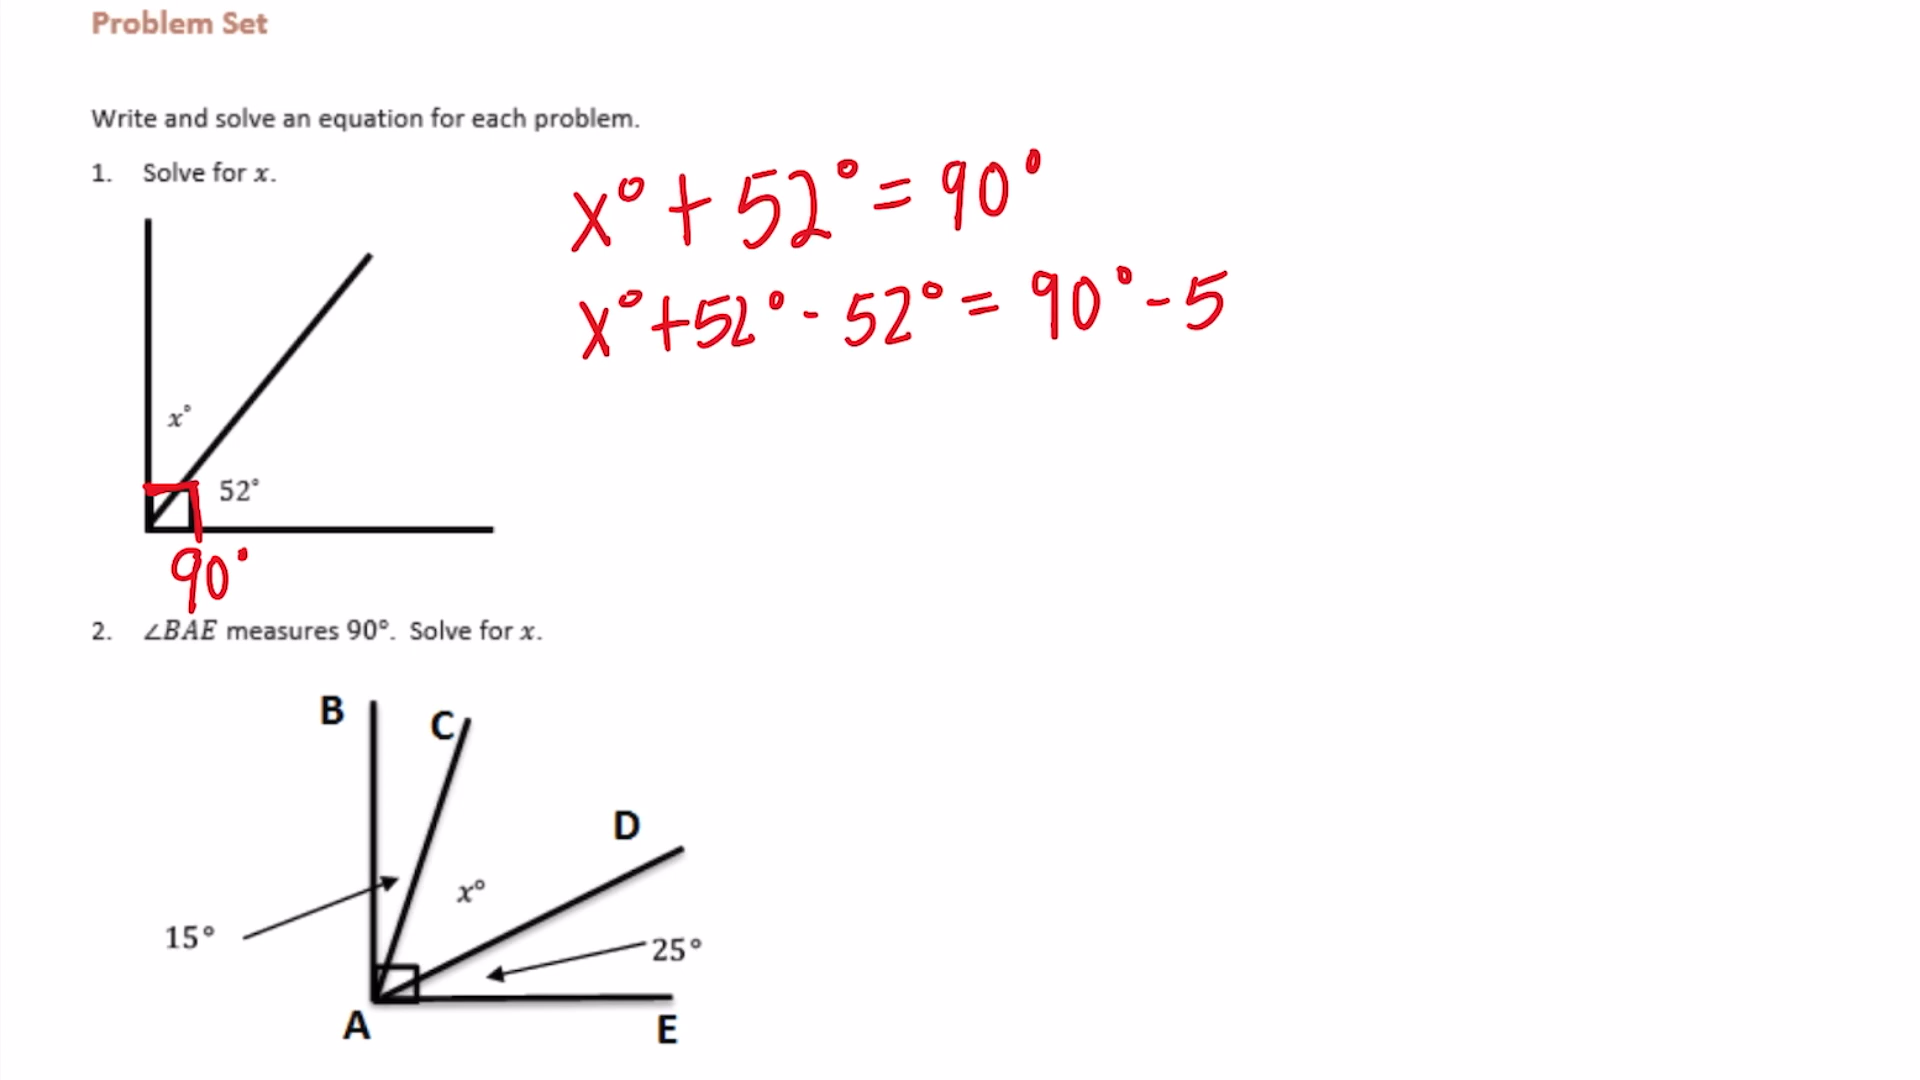 Problem Set
Write and solve an equation for each problem.
1. Solve for x.
x° + 52° = 90°
x° + 52° - 52° = 90° - 5
x°
52°
90°
2. ∠BAE measures 90°. Solve for x.
B
C
D
x°
15°
25°
A
E